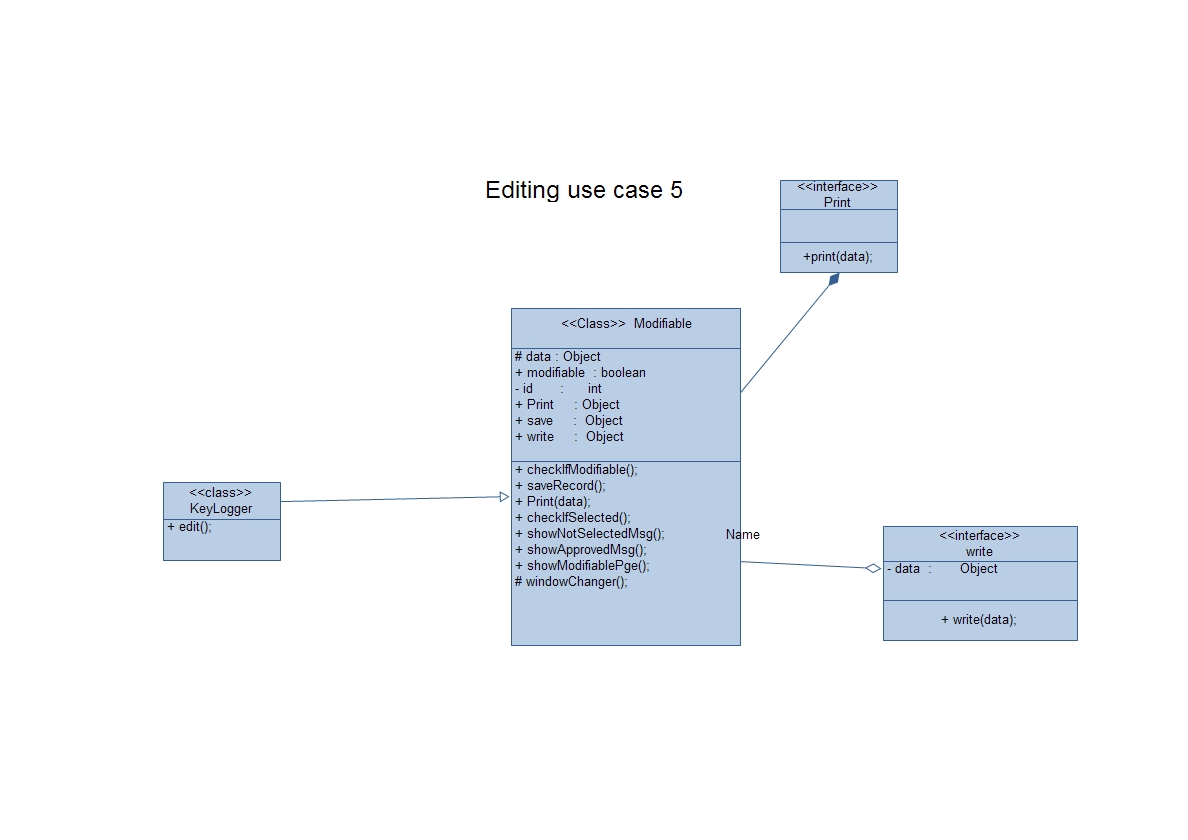 Editing use case 5
<<interface>>
Print
+print(data);
<<Class>> Modifiable
# data : Object
+ modifiable : boolean
- id : int
+ Print : Object
+ save : Object
+ write : Object
+ checkIfModifiable();
+ saveRecord();
+ Print(data);
+ checkIfSelected();
+ showNotSelectedMsg();
+ showApprovedMsg();
+ showModifiablePge();
# windowChanger();
<<class>>
KeyLogger
+ edit();
Name
<<interface>>
write
- data : Object
+ write(data);